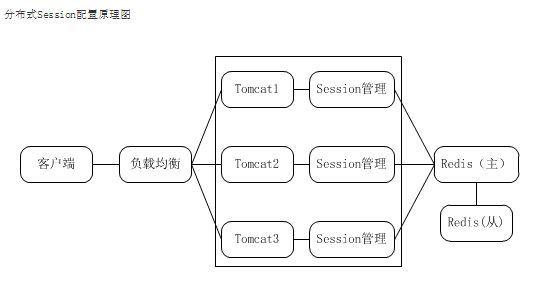 分布式Session配置原理图
Tomcat1
Session管理
客户端
负载均衡
Tomcat2
Session管理
Redis（主）
Redis(从)
Tomcat3
Session管理